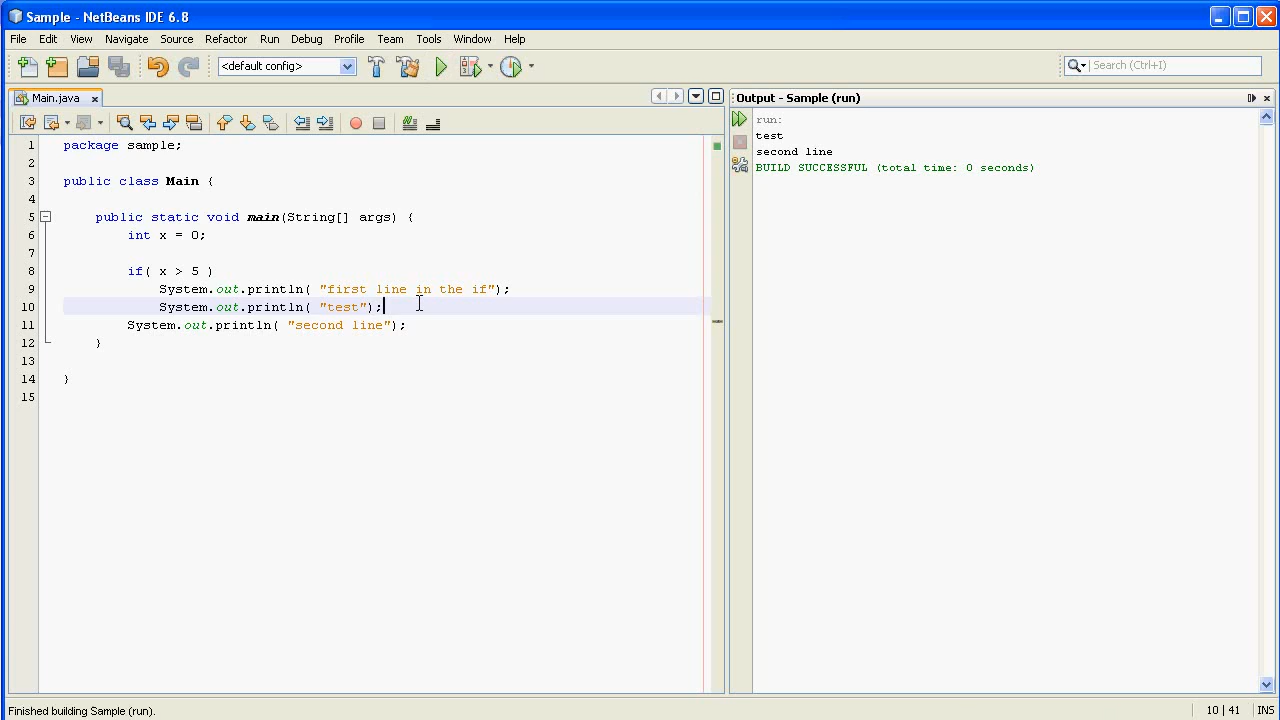 Sample - NetBeans IDE 6.8
File Edit View Navigate Source Refactor Run Debug Profile Team Tools Window Help
<default config> Search (Ctrl+I)
Main.java
Output - Sample (run)
1 package sample;
2
3 public class Main {
4
5 public static void main(String[] args) {
6 int x = 0;
7
8 if( x > 5 )
9 System.out.println( "first line in the if");
10 System.out.println( "test");
11 System.out.println( "second line");
12 }
13
14 }
15
run:
test
second line
BUILD SUCCESSFUL (total time: 0 seconds)
Finished building Sample (run).
10 | 41 INS